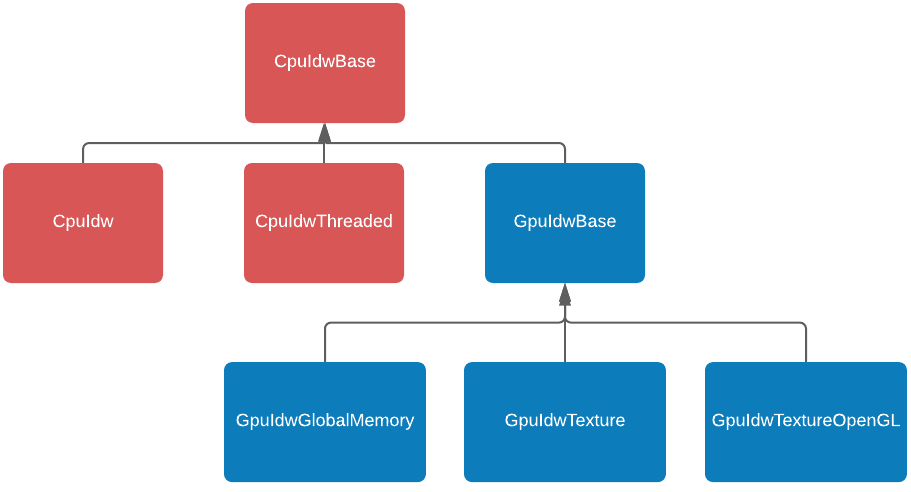 CpuIdwBase
CpuIdw
CpuIdwThreaded
GpuIdwBase
GpuIdwGlobalMemory
GpuIdwTexture
GpuIdwTextureOpenGL